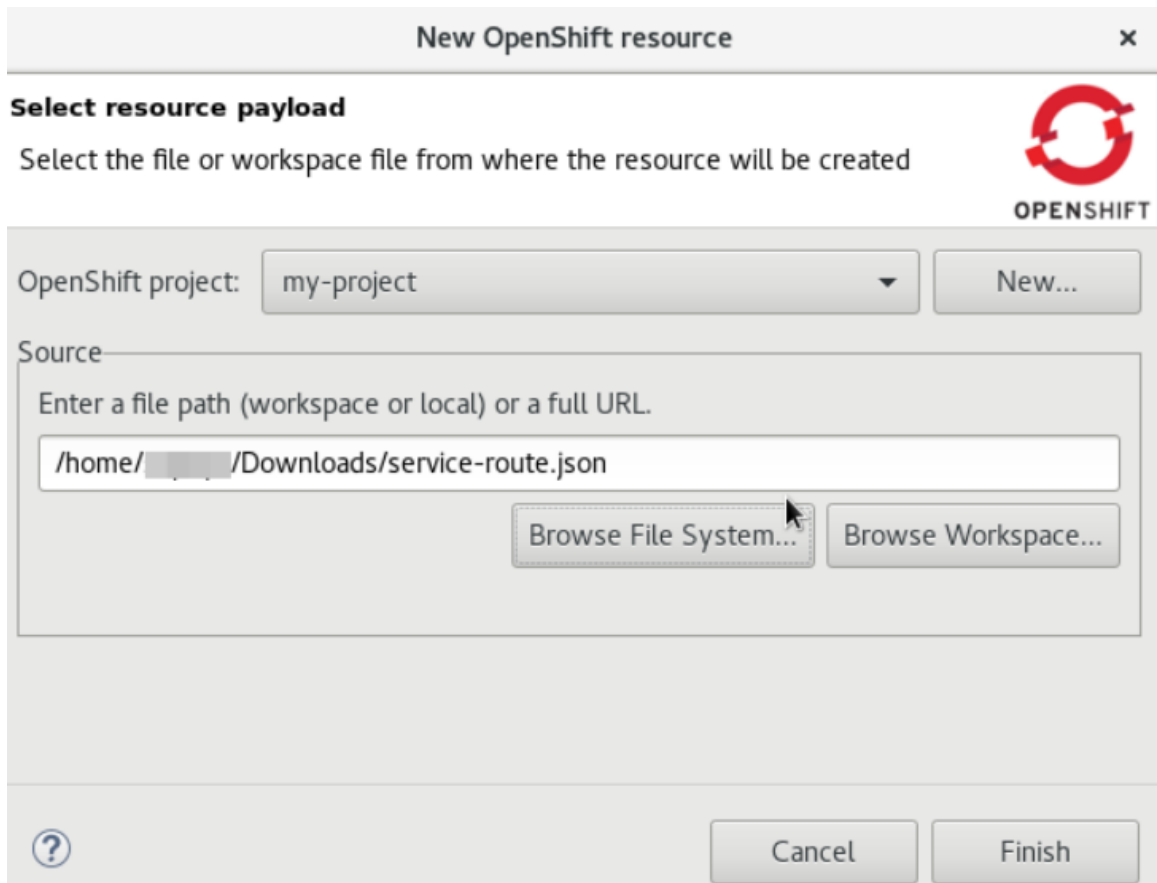 New OpenShift resource ×
Select resource payload
Select the file or workspace file from where the resource will be created
OPENSHIFT
OpenShift project: my-project New...
Source
Enter a file path (workspace or local) or a full URL.
/home/ /Downloads/service-route.json
Browse File System... Browse Workspace...
? Cancel Finish